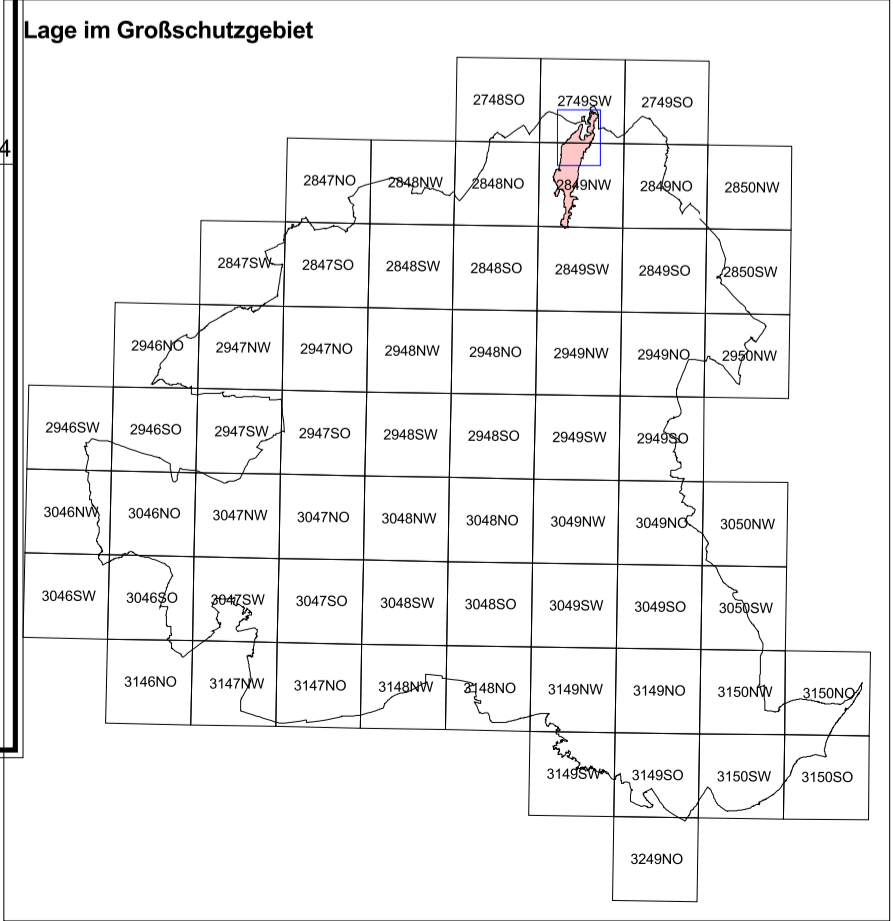 Lage im Großschutzgebiet
2748SO 2749SW 2749SO
4
2847NO 2848NW 2848NO 2849NW 2849NO 2850NW
2847SW 2847SO 2848SW 2848SO 2849SW 2849SO 2850SW
2946NO 2947NW 2947NO 2948NW 2948NO 2949NW 2949NO 2950NW
2946SW 2946SO 2947SW 2947SO 2948SW 2948SO 2949SW 2949SO
3046NW 3046NO 3047NW 3047NO 3048NW 3048NO 3049NW 3049NO 3050NW
3046SW 3046SO 3047SW 3047SO 3048SW 3048SO 3049SW 3049SO 3050SW
3146NO 3147NW 3147NO 3148NW 3148NO 3149NW 3149NO 3150NW 3150NO
3149SW 3149SO 3150SW 3150SO
3249NO